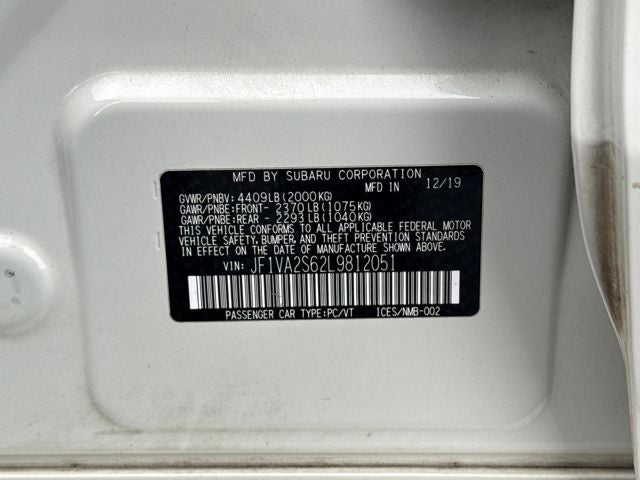 MFD BY SUBARU CORPORATION
MFD IN 12/19
GVWR/PNBV: 4409LB(2000KG)
GAWR/PNBE:FRONT- 2370LB(1075KG)
GAWR/PNBE:REAR - 2293LB(1040KG)
THIS VEHICLE CONFORMS TO ALL APPLICABLE FEDERAL MOTOR
VEHICLE SAFETY, BUMPER, AND THEFT PREVENTION STANDARDS
IN EFFECT ON THE DATE OF MANUFACTURE SHOWN ABOVE.
VIN: JF1VA2S62L9812051
PASSENGER CAR TYPE:PC/VT ICES/NMB-002